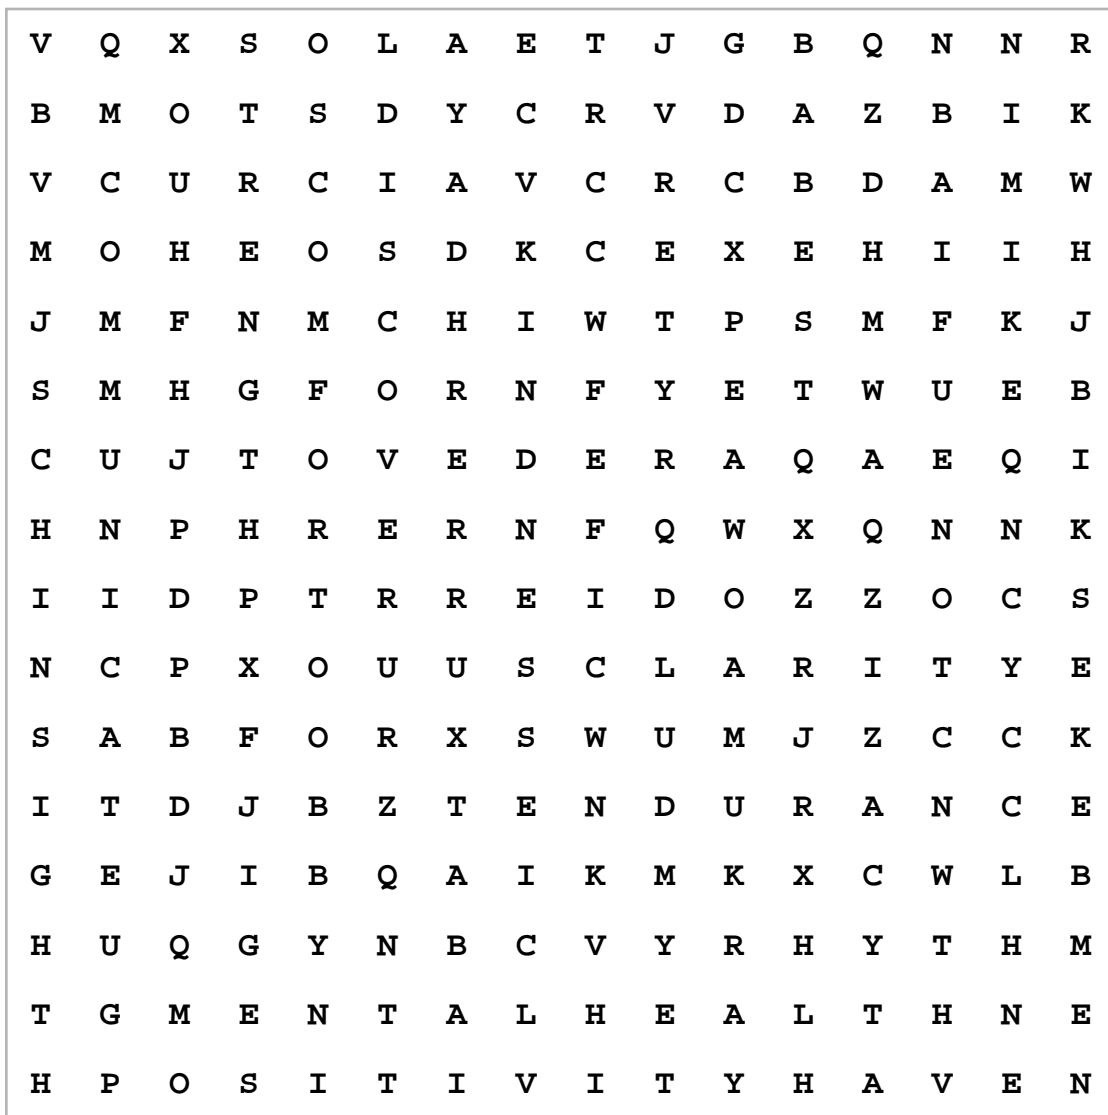 V Q X S O L A E T J G B Q N N R
B M O T S D Y C R V D A Z B I K
V C U R C I A V C R C B D A M W
M O H E O S D K C E X E H I I H
J M F N M C H I W T P S M F K J
S M H G F O R N F Y E T W U E B
C U J T O V E D E R A Q A E Q I
H N P H R E R N F Q W X Q N N K
I I D P T R R E I D O Z Z O C S
N C P X O U U S C L A R I T Y E
S A B F O R X S W U M J Z C C K
I T D J B Z T E N D U R A N C E
G E J I B Q A I K M K X C W L B
H U Q G Y N B C V Y R H Y T H M
T G M E N T A L H E A L T H N E
H P O S I T I V I T Y H A V E N